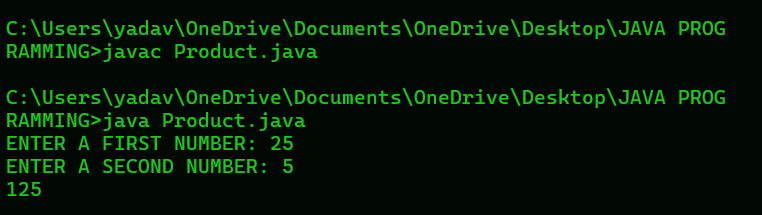 C:\Users\yadav\OneDrive\Documents\OneDrive\Desktop\JAVA PROG
RAMMING>javac Product.java
C:\Users\yadav\OneDrive\Documents\OneDrive\Desktop\JAVA PROG
RAMMING>java Product.java
ENTER A FIRST NUMBER: 25
ENTER A SECOND NUMBER: 5
125